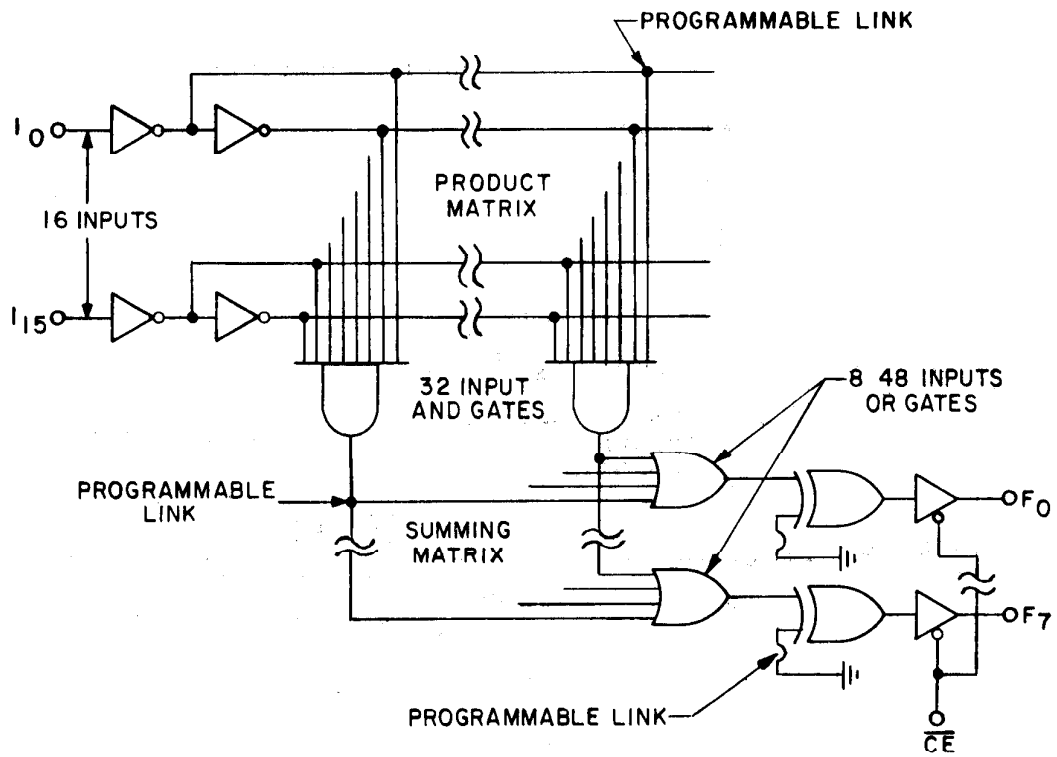 PROGRAMMABLE LINK
I0
16 INPUTS
PRODUCT
MATRIX
I15
32 INPUT
AND GATES
8 48 INPUTS
OR GATES
PROGRAMMABLE
LINK
SUMMING
MATRIX
F0
F7
PROGRAMMABLE LINK
CE